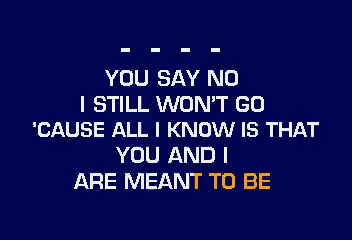 - - - -
YOU SAY NO
I STILL WON'T GO
'CAUSE ALL I KNOW IS THAT
YOU AND I
ARE MEANT TO BE